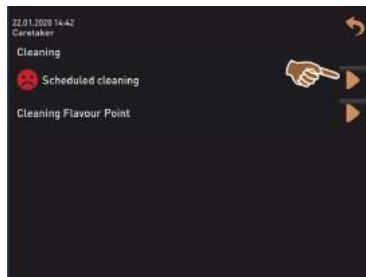 22.01.2020 14:42
Caretaker
Cleaning
Scheduled cleaning
Cleaning Flavour Point